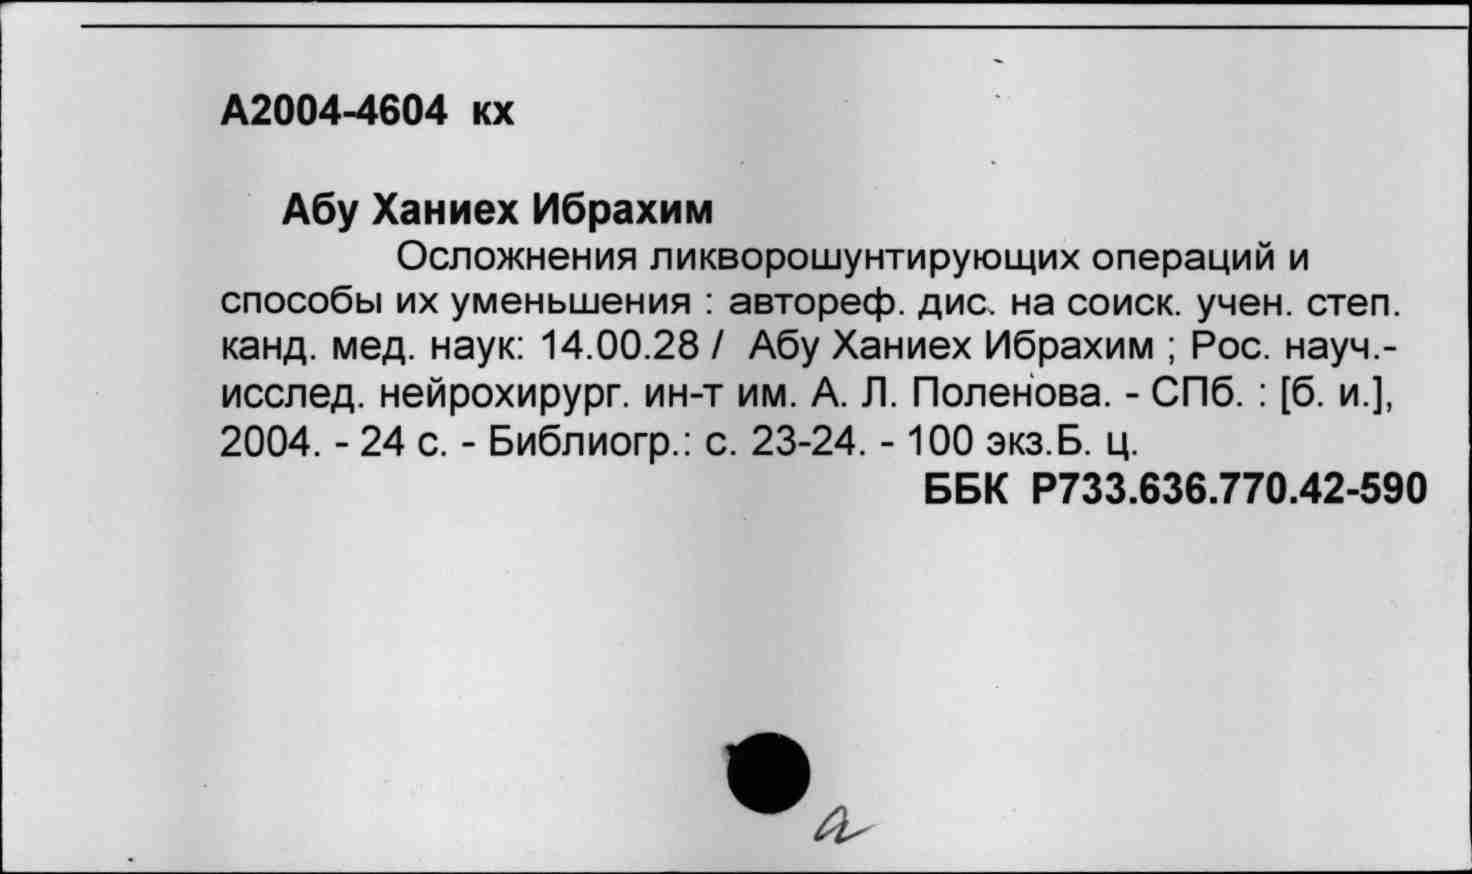 А2004-4604 кх
Абу Ханиех Ибрахим
Осложнения ликворошунтирующих операций и
способы их уменьшения : автореф. дис. на соиск. учен. степ.
канд. мед. наук: 14.00.28 / Абу Ханиех Ибрахим ; Рос. науч.-
исслед. нейрохирург. ин-т им. А. Л. Поленова. - СПб. : [б. и.],
2004. - 24 с. - Библиогр.: с. 23-24. - 100 экз.Б. ц.
ББК Р733.636.770.42-590
а